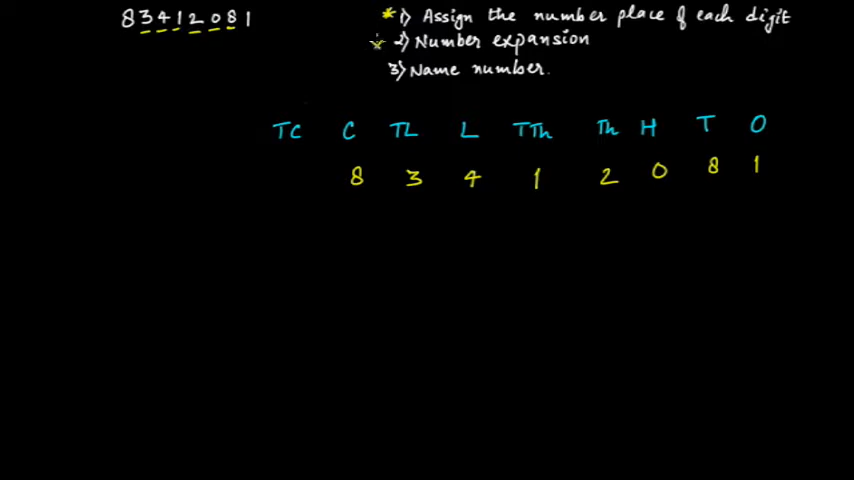 83412081
* 1) Assign the number place of each digit
* 2) Number expansion
3) Name number.
TC C TL L TTh Th H T O
8 3 4 1 2 0 8 1